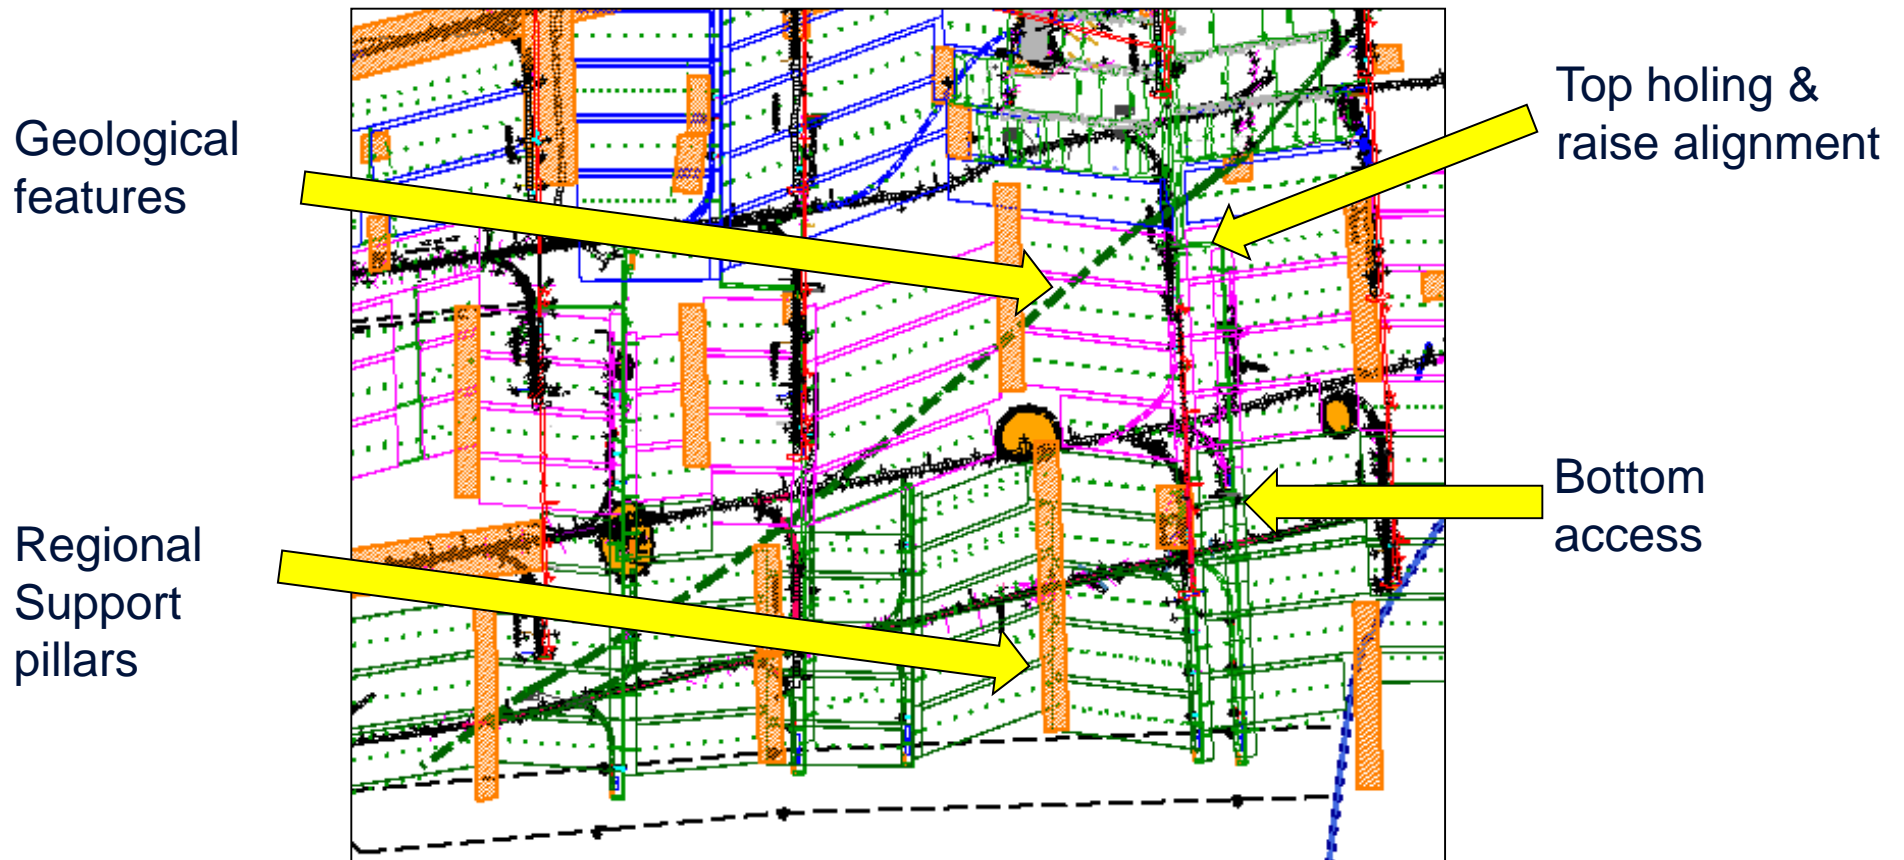 Geological
features
Top holing &
raise alignment
Regional
Support
pillars
Bottom
access